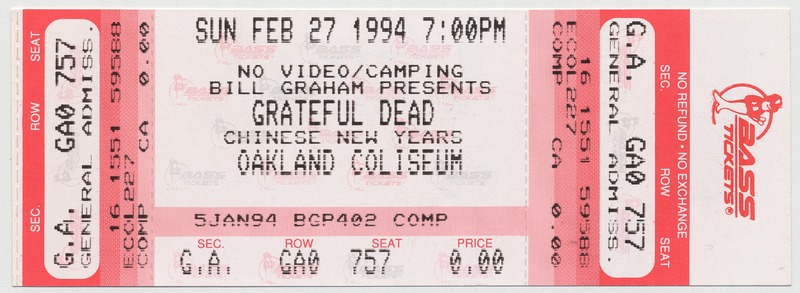 SEAT
ROW
SEC.
G.A. GA0 757
GENERAL ADMISS.
16 1551 59588
ECOL227
COMP CA 0.00
SUN FEB 27 1994 7:00PM
NO VIDEO/CAMPING
BILL GRAHAM PRESENTS
GRATEFUL DEAD
CHINESE NEW YEARS
OAKLAND COLISEUM
5JAN94 BGP402 COMP
SEC. ROW SEAT PRICE
G.A. GA0 757 0.00
ECOL227
COMP CA 0.00
16 1551 59588
GENERAL ADMISS.
G.A. GA0 757
SEC. ROW SEAT
NO REFUND • NO EXCHANGE
BASS
TICKETS®